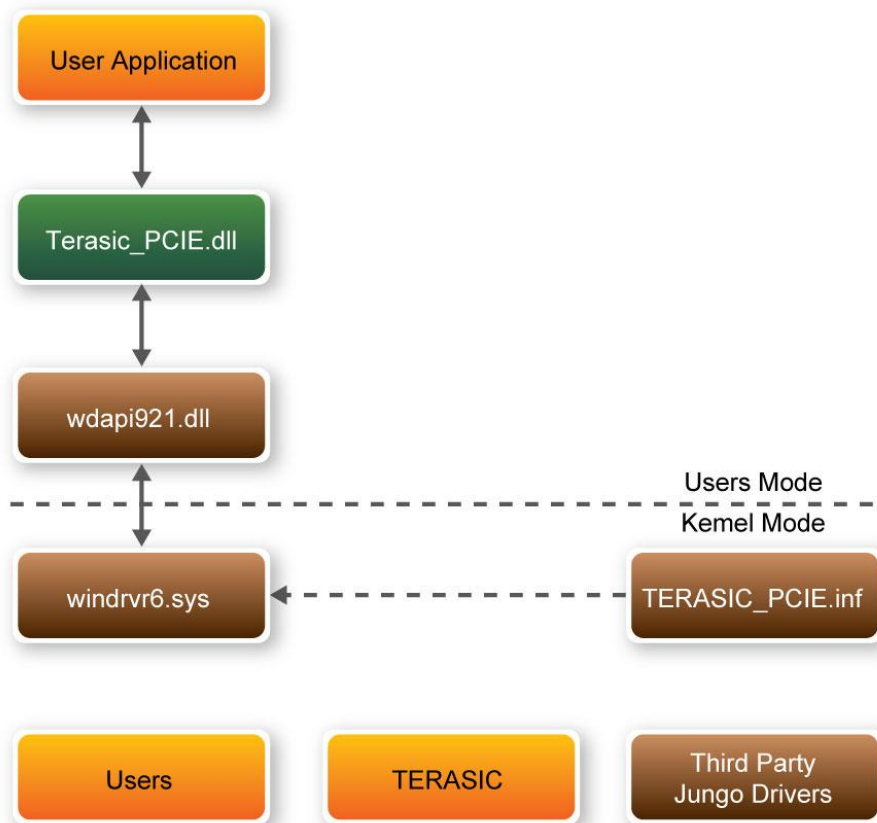 User Application
Terasic_PCIE.dll
wdapi921.dll
Users Mode
Kemel Mode
windrvr6.sys
TERASIC_PCIE.inf
Users
TERASIC
Third Party
Jungo Drivers